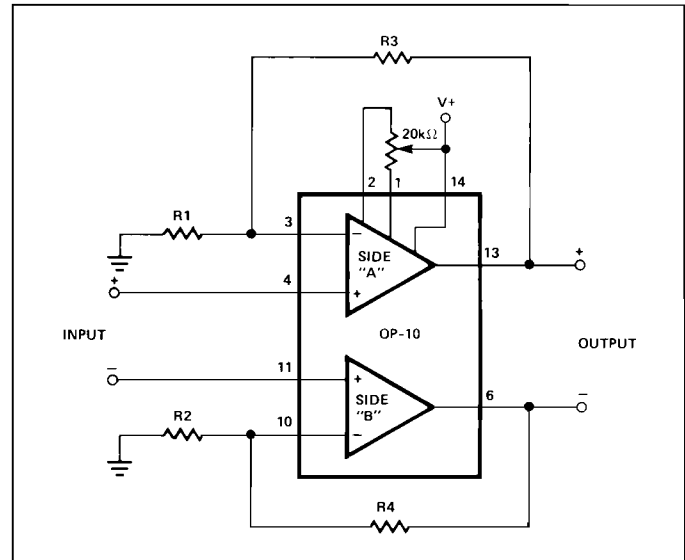 R3
V+
20kΩ
2 1 14
R1
3
−
SIDE
"A"
13
+
+
4
+
INPUT
OP-10
OUTPUT
−
11
+
SIDE
"B"
6
−
R2
10
−
R4